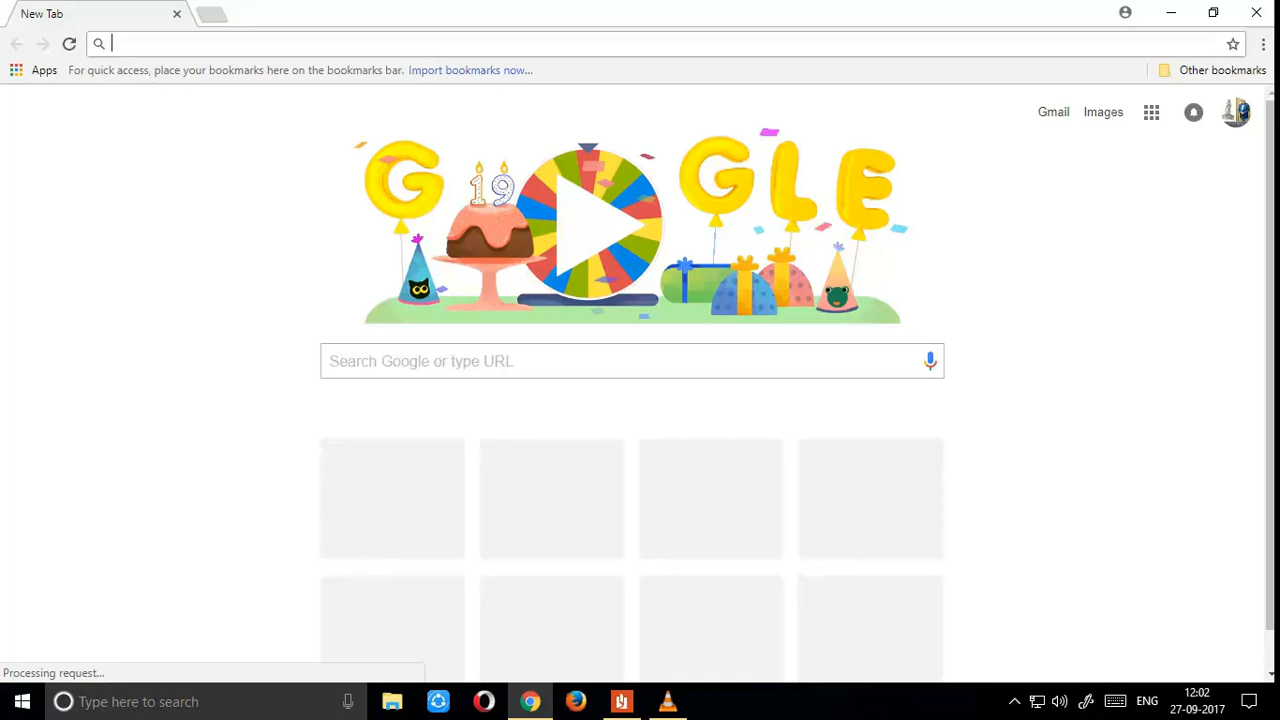 New Tab
Apps For quick access, place your bookmarks here on the bookmarks bar. Import bookmarks now... Other bookmarks
Gmail Images
G 19 GLE
Search Google or type URL
Processing request...
Type here to search
ENG
12:02
27-09-2017